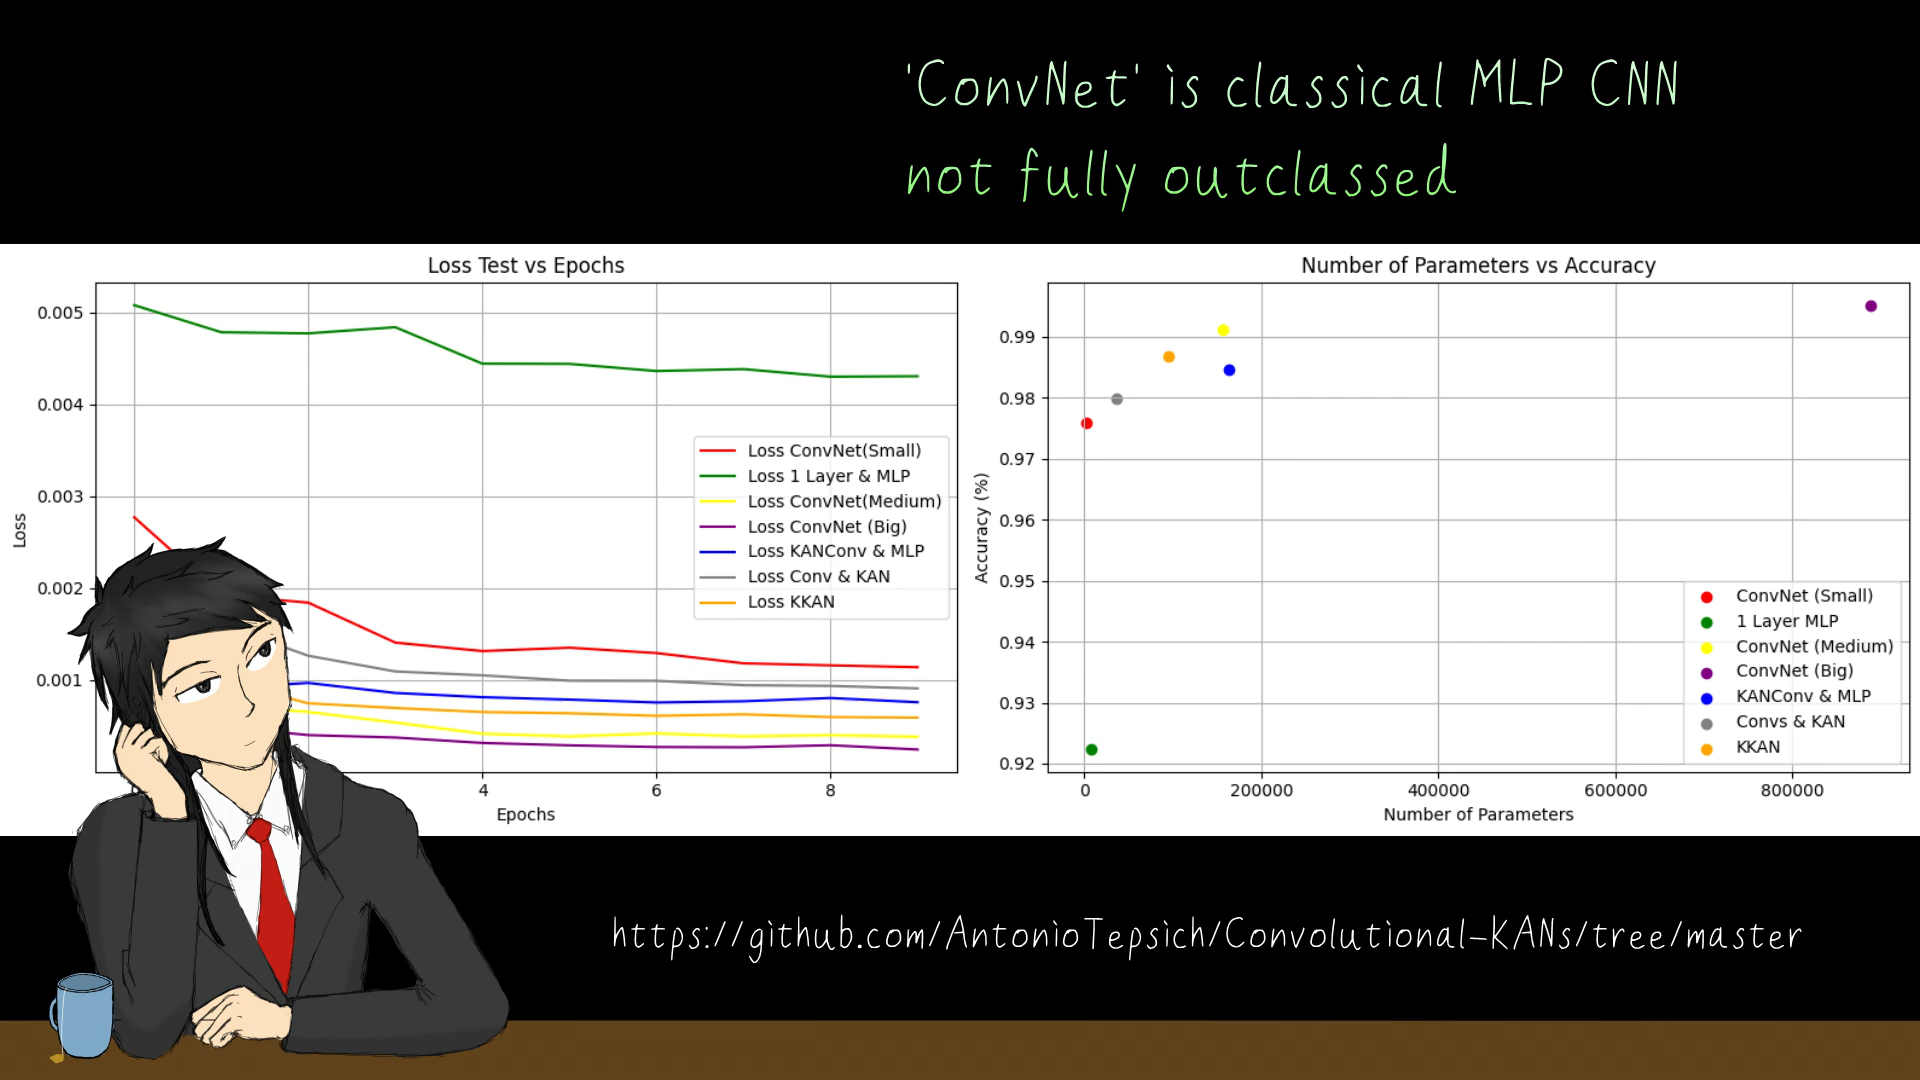 'ConvNet' is classical MLP CNN
not fully outclassed
Loss Test vs Epochs
0.005
0.004
0.003
0.002
0.001
Loss
4
6
8
Epochs
Loss ConvNet(Small)
Loss 1 Layer & MLP
Loss ConvNet(Medium)
Loss ConvNet (Big)
Loss KANConv & MLP
Loss Conv & KAN
Loss KKAN
Number of Parameters vs Accuracy
0.99
0.98
0.97
0.96
0.95
0.94
0.93
0.92
Accuracy (%)
0
200000
400000
600000
800000
Number of Parameters
ConvNet (Small)
1 Layer MLP
ConvNet (Medium)
ConvNet (Big)
KANConv & MLP
Convs & KAN
KKAN
https://github.com/AntonioTepsich/Convolutional-KANs/tree/master